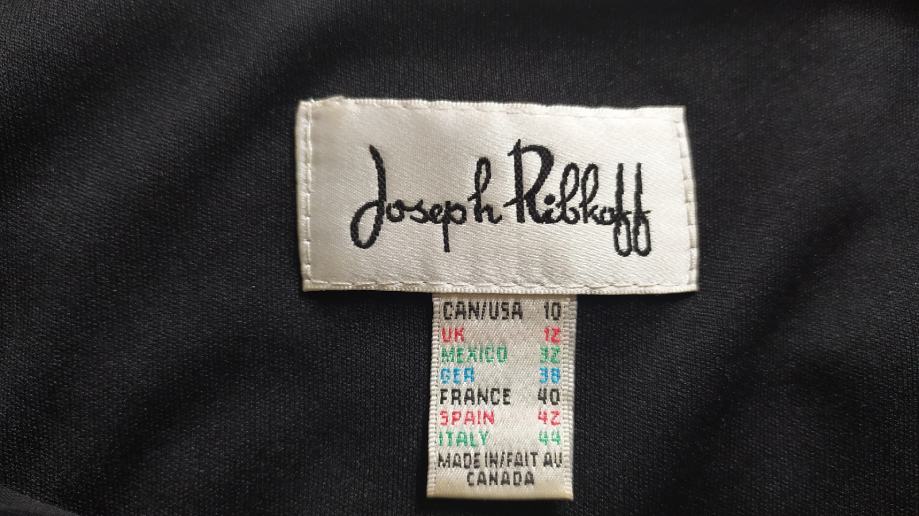 Joseph Ribkoff
CAN/USA 10
UK 12
MEXICO 32
GER 38
FRANCE 40
SPAIN 42
ITALY 44
MADE IN/FAIT AU
CANADA